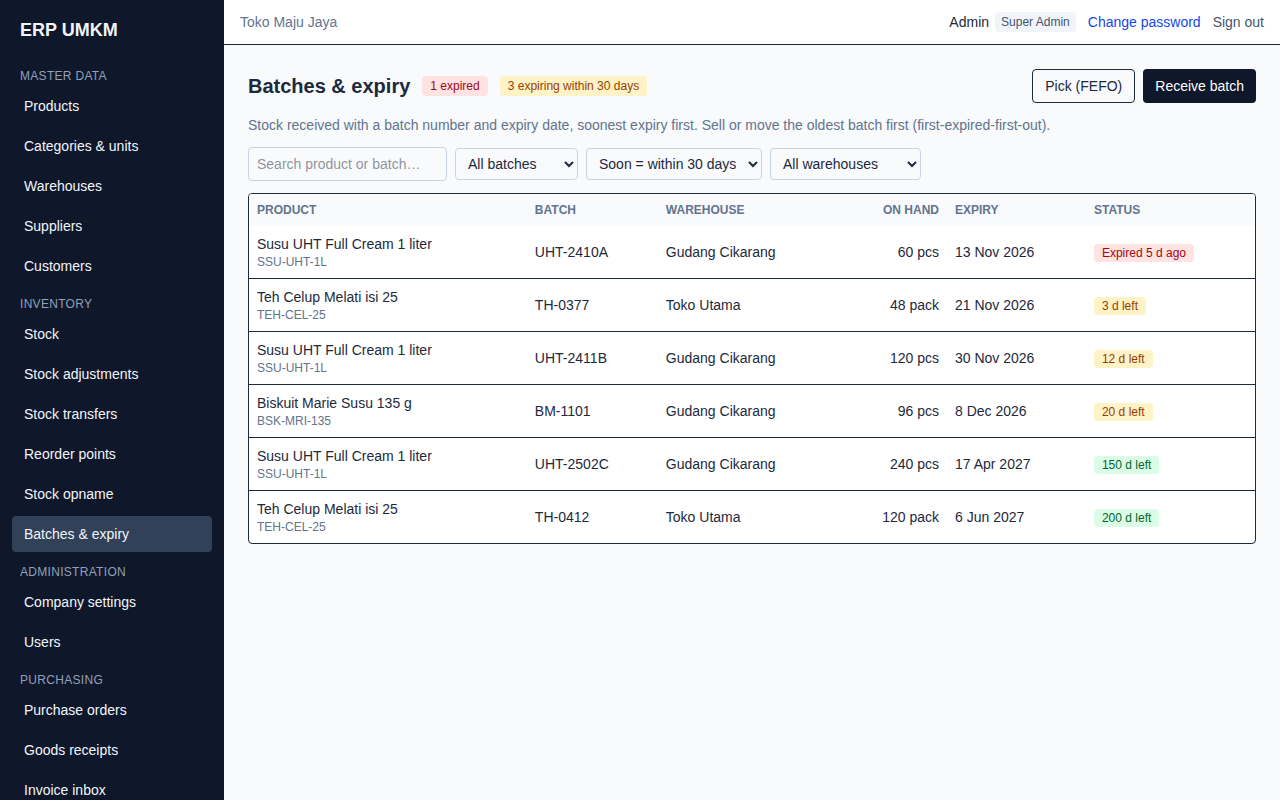 ERP UMKM
MASTER DATA
Products
Categories & units
Warehouses
Suppliers
Customers
INVENTORY
Stock
Stock adjustments
Stock transfers
Reorder points
Stock opname
Batches & expiry
ADMINISTRATION
Company settings
Users
PURCHASING
Purchase orders
Goods receipts
Invoice inbox
Toko Maju Jaya
Admin Super Admin Change password Sign out
Batches & expiry 1 expired 3 expiring within 30 days Pick (FEFO) Receive batch
Stock received with a batch number and expiry date, soonest expiry first. Sell or move the oldest batch first (first-expired-first-out).
Search product or batch… All batches Soon = within 30 days All warehouses
PRODUCT BATCH WAREHOUSE ON HAND EXPIRY STATUS
Susu UHT Full Cream 1 liter
SSU-UHT-1L
UHT-2410A Gudang Cikarang 60 pcs 13 Nov 2026 Expired 5 d ago
Teh Celup Melati isi 25
TEH-CEL-25
TH-0377 Toko Utama 48 pack 21 Nov 2026 3 d left
Susu UHT Full Cream 1 liter
SSU-UHT-1L
UHT-2411B Gudang Cikarang 120 pcs 30 Nov 2026 12 d left
Biskuit Marie Susu 135 g
BSK-MRI-135
BM-1101 Gudang Cikarang 96 pcs 8 Dec 2026 20 d left
Susu UHT Full Cream 1 liter
SSU-UHT-1L
UHT-2502C Gudang Cikarang 240 pcs 17 Apr 2027 150 d left
Teh Celup Melati isi 25
TEH-CEL-25
TH-0412 Toko Utama 120 pack 6 Jun 2027 200 d left